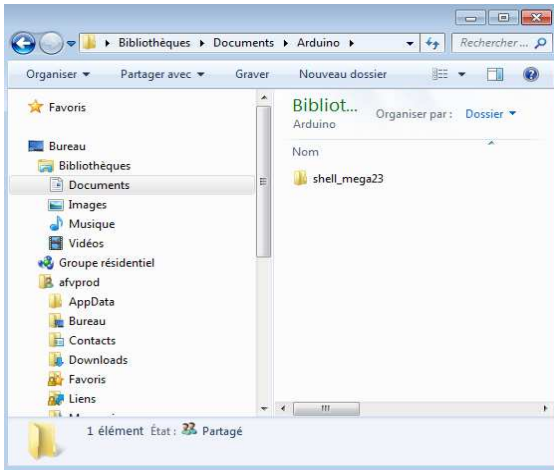 Bibliothèques Documents Arduino Rechercher...
Organiser Partager avec Graver Nouveau dossier
Favoris
Bureau
Bibliothèques
Documents
Images
Musique
Vidéos
Groupe résidentiel
afvprod
AppData
Bureau
Contacts
Downloads
Favoris
Liens
Bibliot...
Arduino
Organiser par : Dossier
Nom
shell_mega23
1 élément État : Partagé